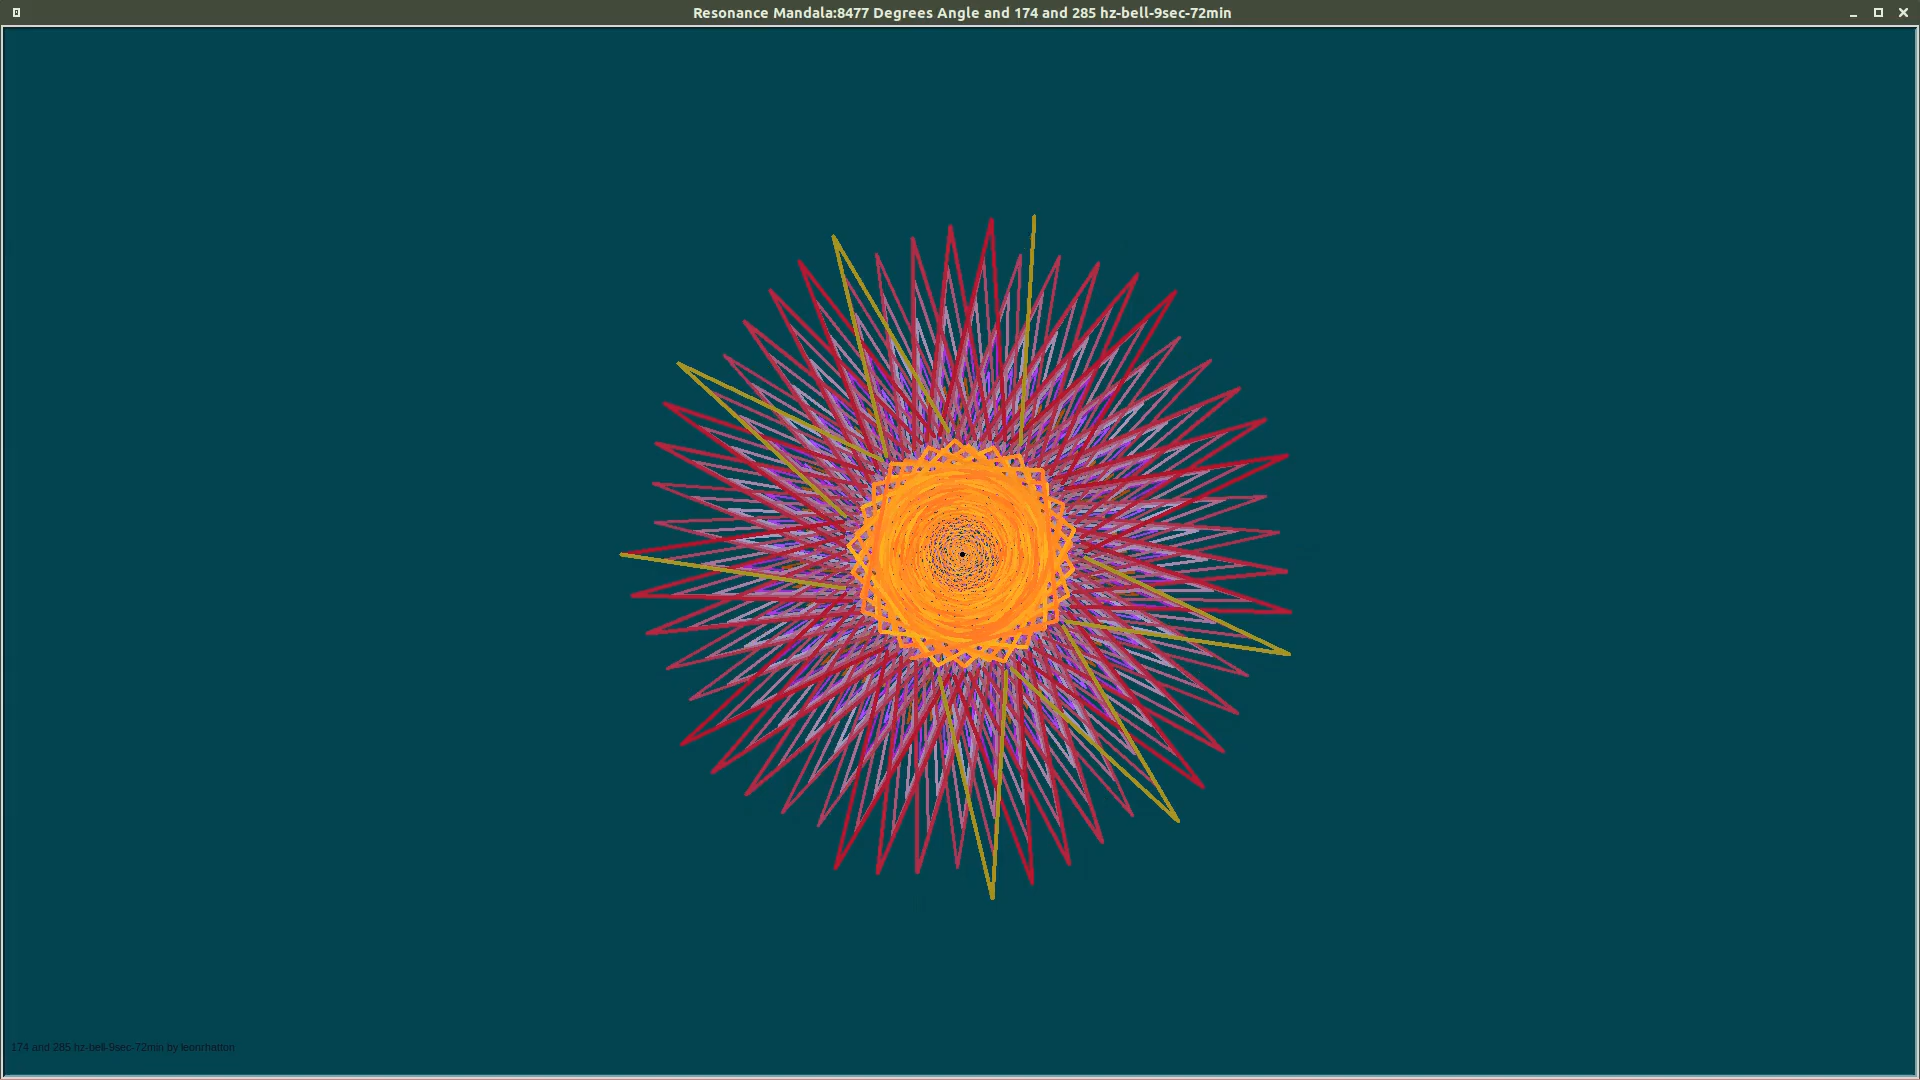 Resonance Mandala:8477 Degrees Angle and 174 and 285 hz-bell-9sec-72min
174 and 285 hz-bell-9sec-72min by leonrhatton